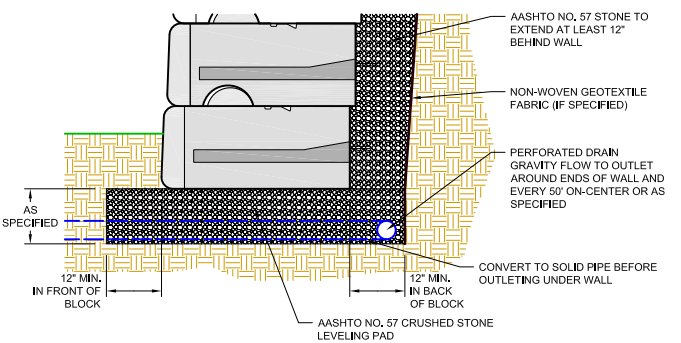 AASHTO NO. 57 STONE TO
EXTEND AT LEAST 12"
BEHIND WALL
NON-WOVEN GEOTEXTILE
FABRIC (IF SPECIFIED)
PERFORATED DRAIN
GRAVITY FLOW TO OUTLET
AROUND ENDS OF WALL AND
EVERY 50' ON-CENTER OR AS
SPECIFIED
AS
SPECIFIED
CONVERT TO SOLID PIPE BEFORE
OUTLETING UNDER WALL
12" MIN.
IN FRONT OF
BLOCK
12" MIN.
IN BACK
OF BLOCK
AASHTO NO. 57 CRUSHED STONE
LEVELING PAD